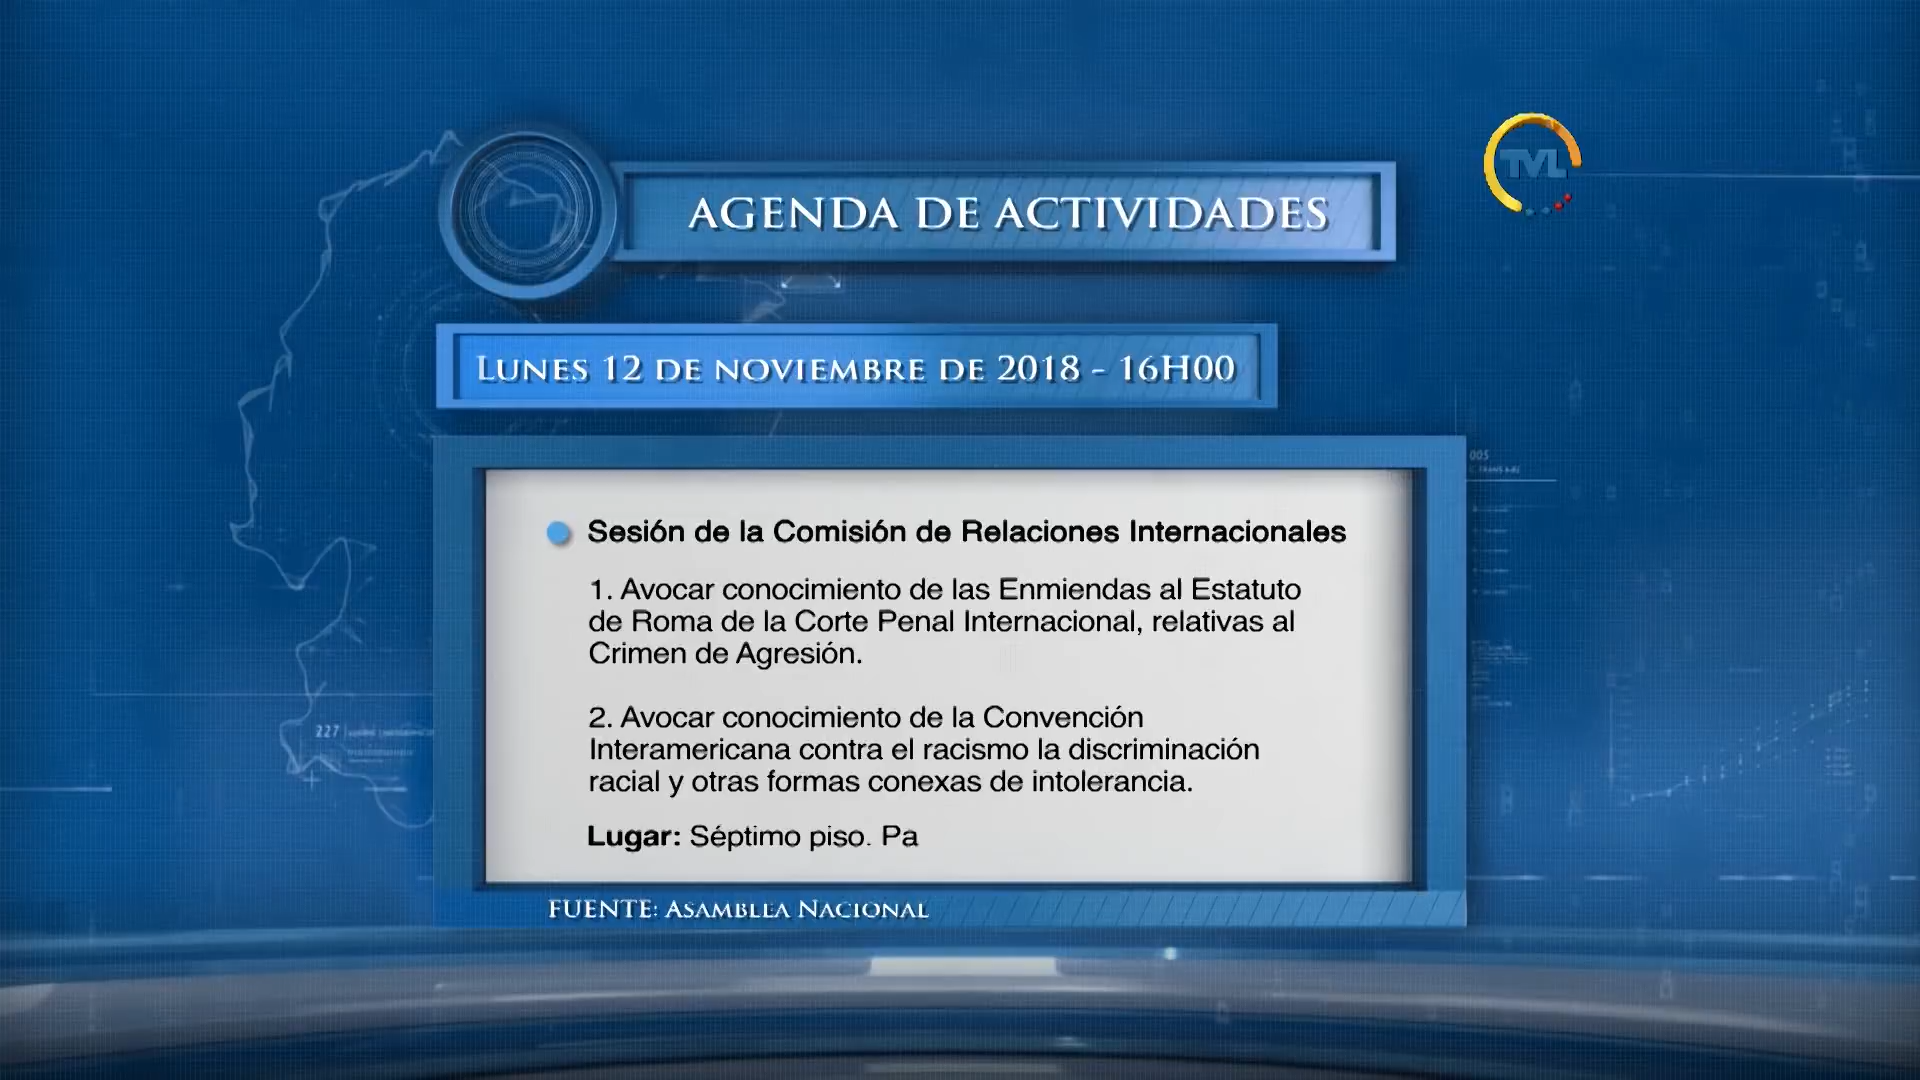 AGENDA DE ACTIVIDADES
TVL
LUNES 12 DE NOVIEMBRE DE 2018 - 16H00
005
Sesión de la Comisión de Relaciones Internacionales
1. Avocar conocimiento de las Enmiendas al Estatuto
de Roma de la Corte Penal Internacional, relativas al
Crimen de Agresión.
2. Avocar conocimiento de la Convención
Interamericana contra el racismo la discriminación
racial y otras formas conexas de intolerancia.
227
Lugar: Séptimo piso. Pa
FUENTE: ASAMBLEA NACIONAL